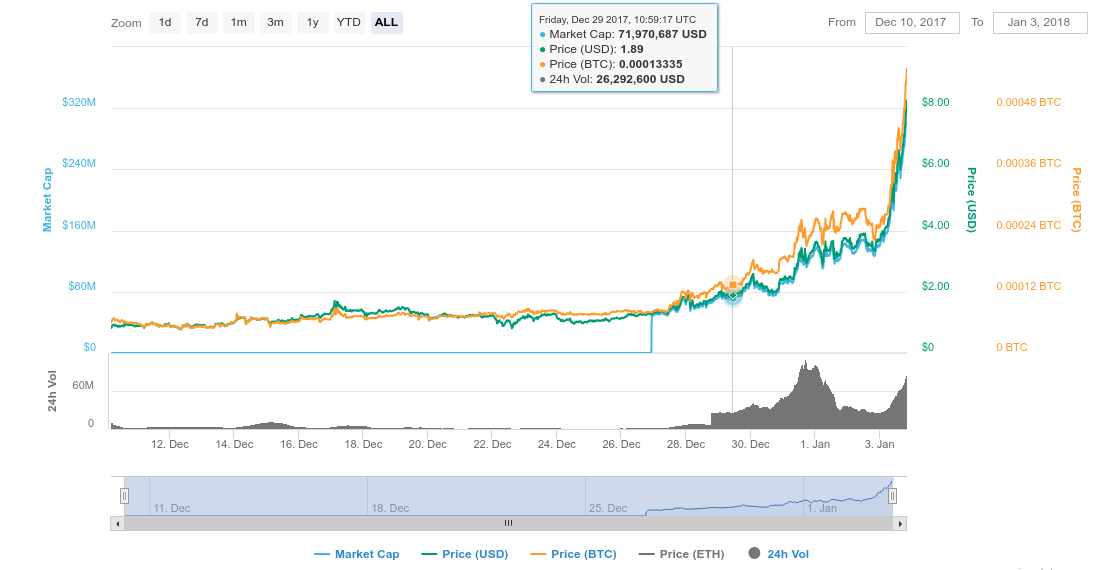 Zoom 1d 7d 1m 3m 1y YTD ALL
From Dec 10, 2017 To Jan 3, 2018
Friday, Dec 29 2017, 10:59:17 UTC
● Market Cap: 71,970,687 USD
● Price (USD): 1.89
● Price (BTC): 0.00013335
● 24h Vol: 26,292,600 USD
$320M $8.00 0.00048 BTC
$240M $6.00 0.00036 BTC
Market Cap
Price (USD)
Price (BTC)
$160M $4.00 0.00024 BTC
$80M $2.00 0.00012 BTC
$0 $0 0 BTC
24h Vol
60M
0
12. Dec 14. Dec 16. Dec 18. Dec 20. Dec 22. Dec 24. Dec 26. Dec 28. Dec 30. Dec 1. Jan 3. Jan
11. Dec 18. Dec 25. Dec 1. Jan
Market Cap Price (USD) Price (BTC) Price (ETH) 24h Vol